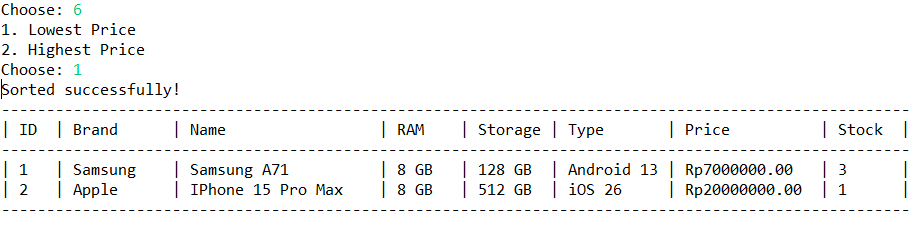 Choose: 6
1. Lowest Price
2. Highest Price
Choose: 1
Sorted successfully!
-----------------------------------------------------------------------------------------------------
| ID  | Brand      | Name                 | RAM    | Storage | Type       | Price          | Stock  |
-----------------------------------------------------------------------------------------------------
| 1   | Samsung    | Samsung A71          | 8 GB   | 128 GB  | Android 13 | Rp7000000.00   | 3      |
| 2   | Apple      | IPhone 15 Pro Max    | 8 GB   | 512 GB  | iOS 26     | Rp20000000.00  | 1      |
-----------------------------------------------------------------------------------------------------